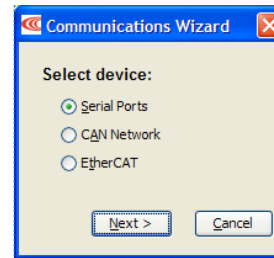 Communications Wizard
Select device:
Serial Ports
CAN Network
EtherCAT
Next >
Cancel